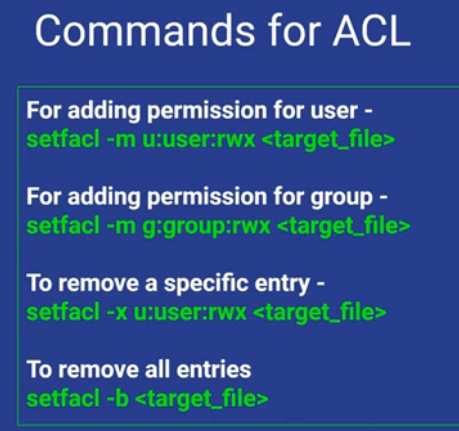 Commands for ACL
For adding permission for user -
setfacl -m u:user:rwx <target_file>
For adding permission for group -
setfacl -m g:group:rwx <target_file>
To remove a specific entry -
setfacl -x u:user:rwx <target_file>
To remove all entries
setfacl -b <target_file>